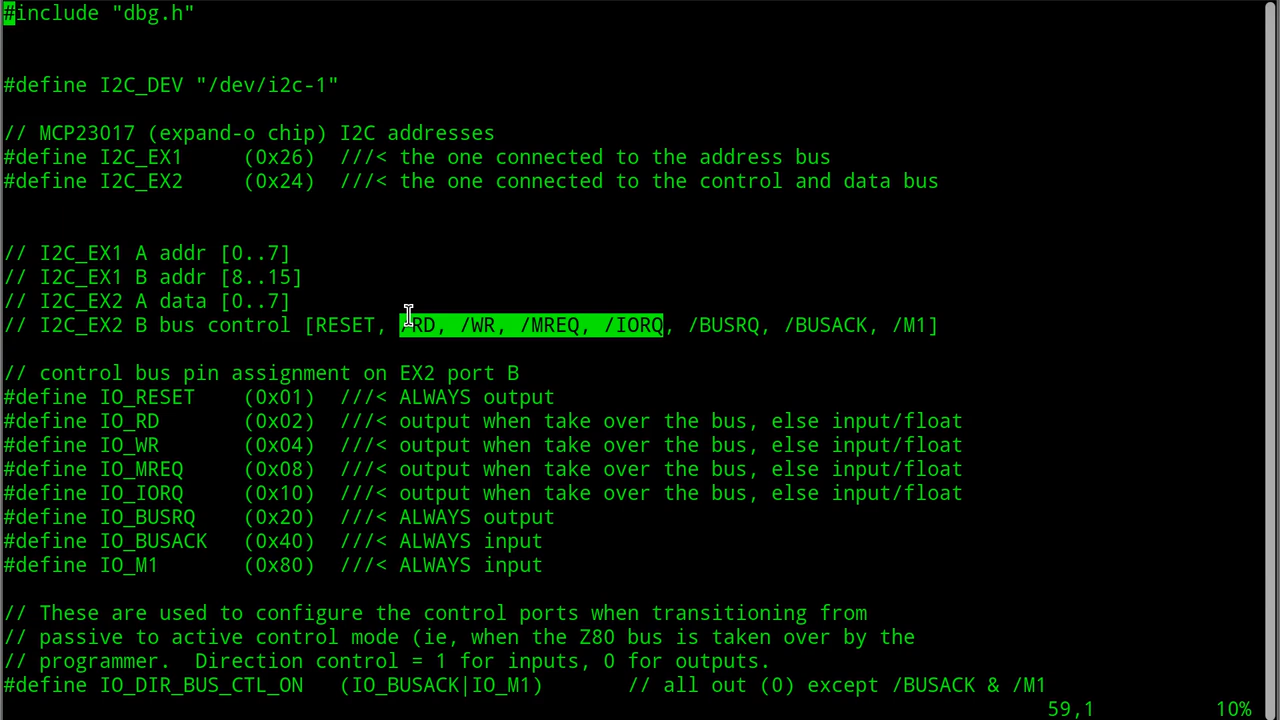 #include "dbg.h"
#define I2C_DEV "/dev/i2c-1"
// MCP23017 (expand-o chip) I2C addresses
#define I2C_EX1     (0x26)  ///< the one connected to the address bus
#define I2C_EX2     (0x24)  ///< the one connected to the control and data bus
// I2C_EX1 A addr [0..7]
// I2C_EX1 B addr [8..15]
// I2C_EX2 A data [0..7]
// I2C_EX2 B bus control [RESET, /RD, /WR, /MREQ, /IORQ, /BUSRQ, /BUSACK, /M1]
// control bus pin assignment on EX2 port B
#define IO_RESET    (0x01)  ///< ALWAYS output
#define IO_RD       (0x02)  ///< output when take over the bus, else input/float
#define IO_WR       (0x04)  ///< output when take over the bus, else input/float
#define IO_MREQ     (0x08)  ///< output when take over the bus, else input/float
#define IO_IORQ     (0x10)  ///< output when take over the bus, else input/float
#define IO_BUSRQ    (0x20)  ///< ALWAYS output
#define IO_BUSACK   (0x40)  ///< ALWAYS input
#define IO_M1       (0x80)  ///< ALWAYS input
// These are used to configure the control ports when transitioning from
// passive to active control mode (ie, when the Z80 bus is taken over by the
// programmer.  Direction control = 1 for inputs, 0 for outputs.
#define IO_DIR_BUS_CTL_ON   (IO_BUSACK|IO_M1)       // all out (0) except /BUSACK & /M1
59,1          10%